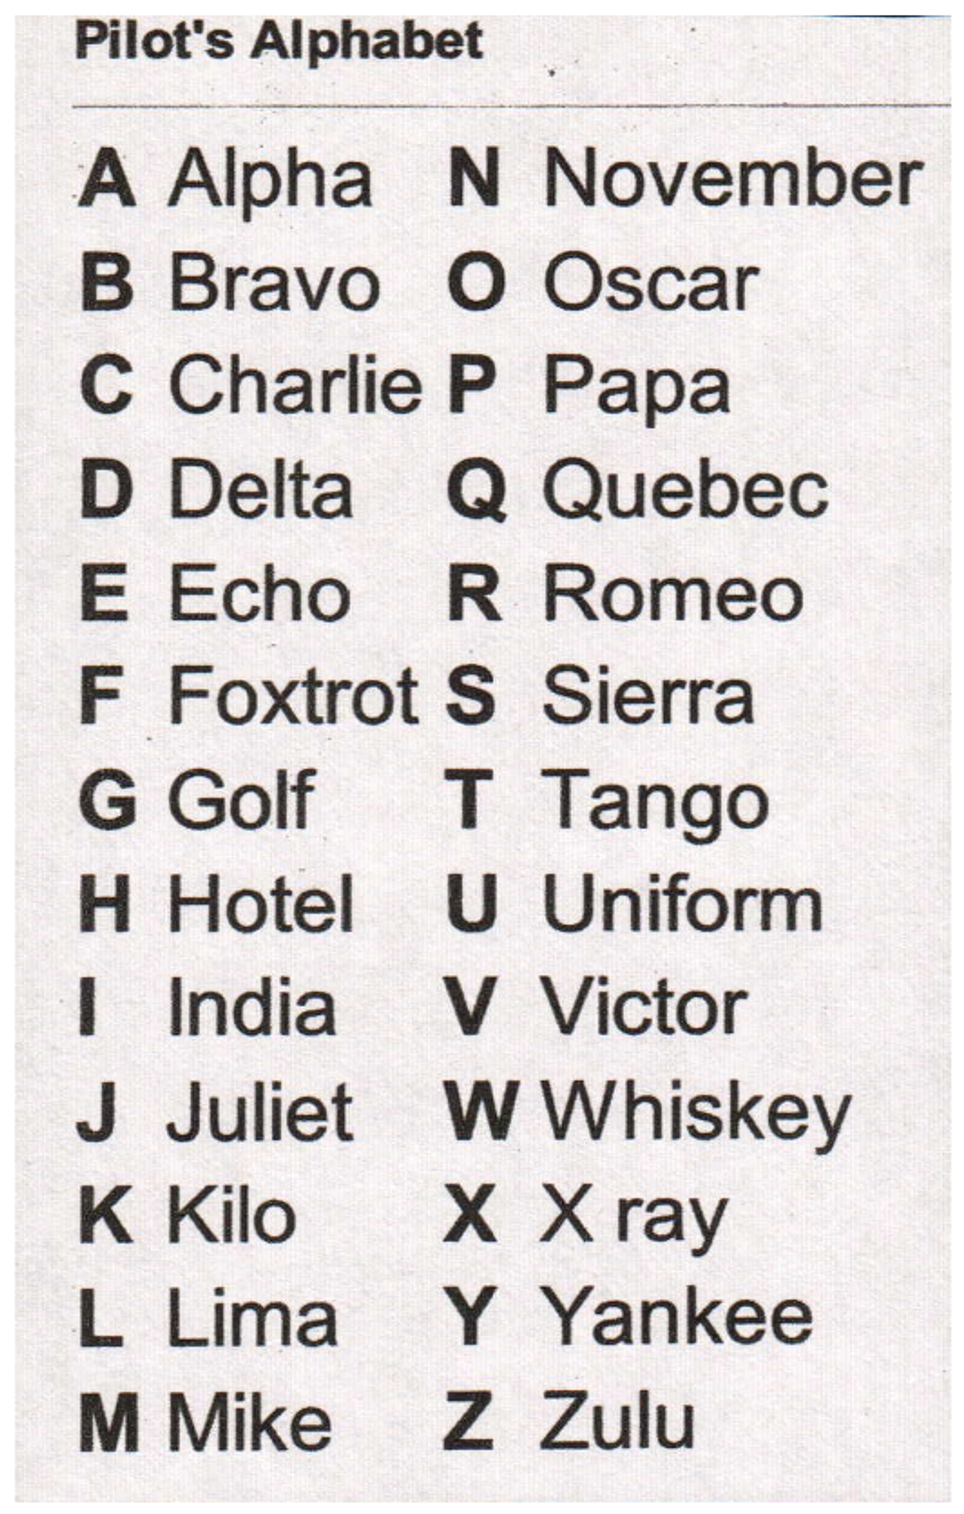 Pilot's Alphabet
A Alpha N November
B Bravo O Oscar
C Charlie P Papa
D Delta Q Quebec
E Echo R Romeo
F Foxtrot S Sierra
G Golf T Tango
H Hotel U Uniform
I India V Victor
J Juliet W Whiskey
K Kilo X X ray
L Lima Y Yankee
M Mike Z Zulu